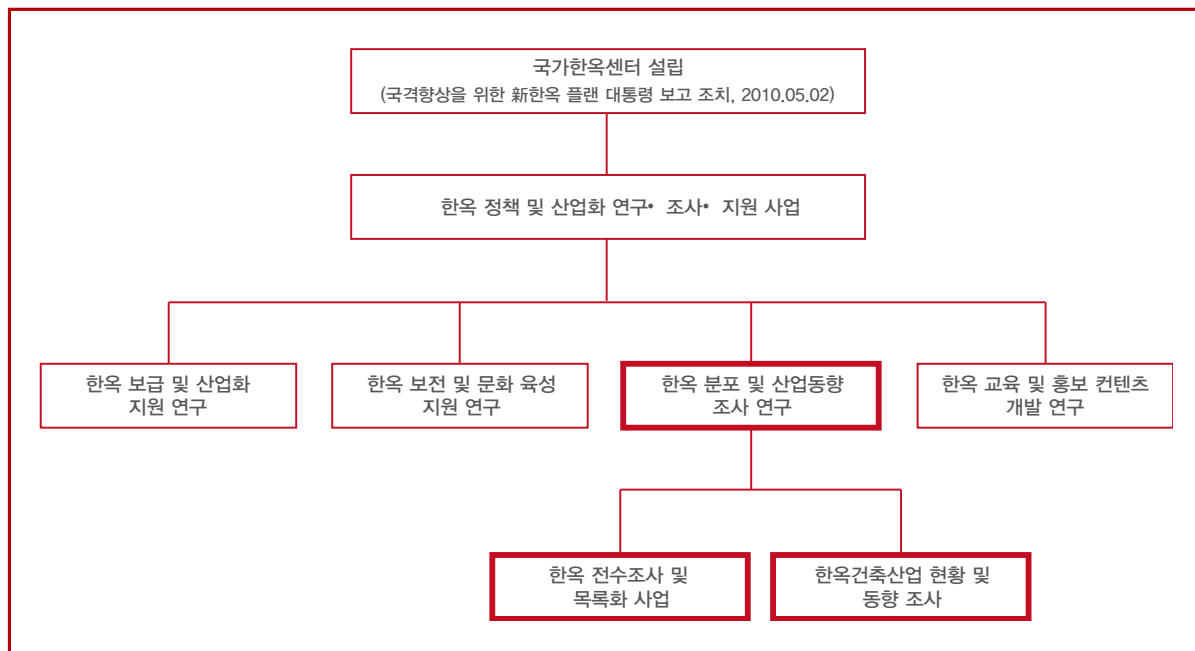 국가한옥센터 설립
(국격향상을 위한 新한옥 플랜 대통령 보고 조치, 2010.05.02)
한옥 정책 및 산업화 연구• 조사• 지원 사업
한옥 보급 및 산업화
지원 연구
한옥 보전 및 문화 육성
지원 연구
한옥 분포 및 산업동향
조사 연구
한옥 교육 및 홍보 컨텐츠
개발 연구
한옥 전수조사 및
목록화 사업
한옥건축산업 현황 및
동향 조사